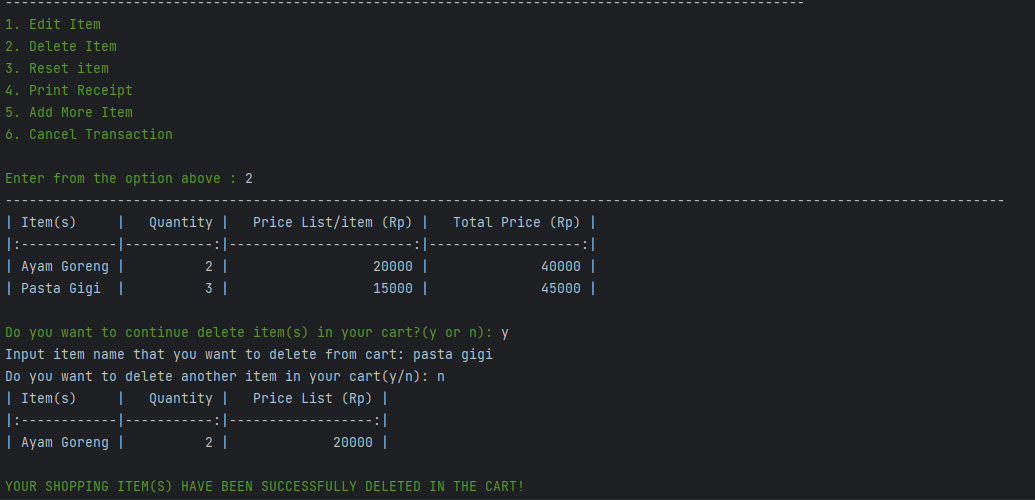 ----------------------------------------------------------------------------------------------------
1. Edit Item
2. Delete Item
3. Reset item
4. Print Receipt
5. Add More Item
6. Cancel Transaction
Enter from the option above : 2
-----------------------------------------------------------------------------------------------------------------------------
| Item(s)     |   Quantity |   Price List/item (Rp) |   Total Price (Rp) |
|:------------|-----------:|-----------------------:|-------------------:|
| Ayam Goreng |          2 |                  20000 |              40000 |
| Pasta Gigi  |          3 |                  15000 |              45000 |
Do you want to continue delete item(s) in your cart?(y or n): y
Input item name that you want to delete from cart: pasta gigi
Do you want to delete another item in your cart(y/n): n
| Item(s)     |   Quantity |   Price List (Rp) |
|:------------|-----------:|------------------:|
| Ayam Goreng |          2 |             20000 |
YOUR SHOPPING ITEM(S) HAVE BEEN SUCCESSFULLY DELETED IN THE CART!